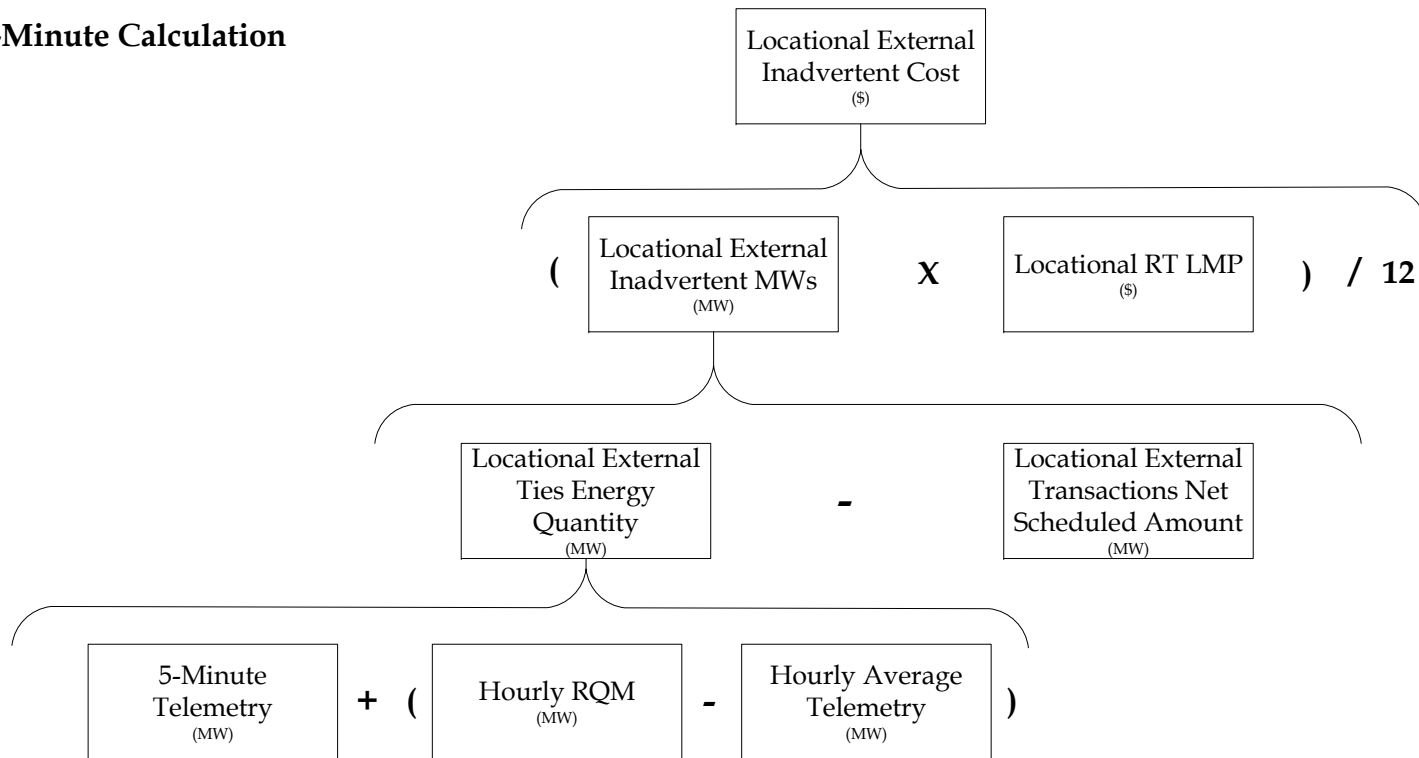 -Minute Calculation
Locational External
Inadvertent Cost
($)
(
Locational External
Inadvertent MWs
(MW)
X
Locational RT LMP
($)
) / 12
Locational External
Ties Energy
Quantity
(MW)
-
Locational External
Transactions Net
Scheduled Amount
(MW)
5-Minute
Telemetry
(MW)
+ (
Hourly RQM
(MW)
-
Hourly Average
Telemetry
(MW)
)